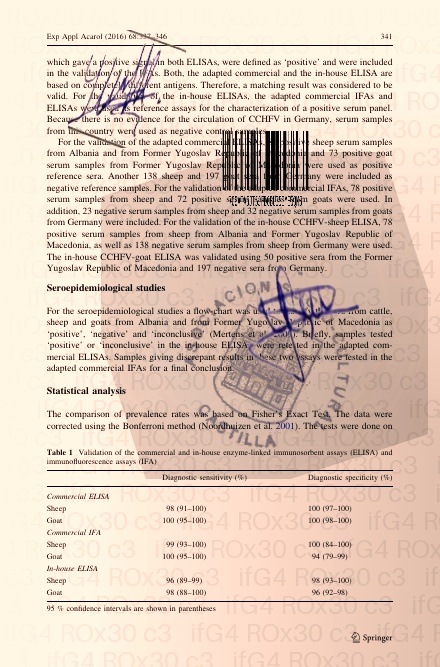 Exp Appl Acarol (2016) 68:337–346 341
which gave a positive signal in both ELISAs, were defined as ‘positive’ and were included
in the validation of the IFAs. Both, the adapted commercial and the in-house ELISA are
based on completely different antigens. Therefore, a matching result was considered to be
valid. For the validation of the in-house ELISAs, the adapted commercial IFAs and
ELISAs were used as reference assays for the characterization of a positive serum panel.
Because there is no evidence for the circulation of CCHFV in Germany, serum samples
from this country were used as negative control samples.
For the validation of the adapted commercial ELISAs, positive sheep serum samples
from Albania and from Former Yugoslav Republic of Macedonia and 73 positive goat
serum samples from Former Yugoslav Republic of Macedonia were used as positive
reference sera. Another 138 sheep and 197 goat sera from Germany were included as
negative reference samples. For the validation of the adapted commercial IFAs, 78 positive
serum samples from sheep and 72 positive serum samples from goats were used. In
addition, 23 negative serum samples from sheep and 32 negative serum samples from goats
from Germany were included. For the validation of the in-house CCHFV-sheep ELISA, 78
positive serum samples from sheep from Albania and Former Yugoslav Republic of
Macedonia, as well as 138 negative serum samples from sheep from Germany were used.
The in-house CCHFV-goat ELISA was validated using 50 positive sera from the Former
Yugoslav Republic of Macedonia and 197 negative sera from Germany.
Seroepidemiological studies
For the seroepidemiological studies a flow-chart was used to from cattle,
sheep and goats from Albania and from Former Yugoslav Republic of Macedonia as
‘positive’, ‘negative’ and ‘inconclusive’ (Mertens et al. ). Briefly, samples tested
‘positive’ or ‘inconclusive’ in the in-house ELISA were retested in the adapted com-
mercial ELISAs. Samples giving discrepant results in these two assays were tested in the
adapted commercial IFAs for a final conclusion.
Statistical analysis
The comparison of prevalence rates was based on Fisher’s Exact Test. The data were
corrected using the Bonferroni method (Noordhuizen et al. 2001). The tests were done on
Table 1 Validation of the commercial and in-house enzyme-linked immunosorbent assays (ELISA) and
immunofluorescence assays (IFA)
Diagnostic sensitivity (%) Diagnostic specificity (%)
Commercial ELISA
Sheep 98 (91–100) 100 (97–100)
Goat 100 (95–100) 100 (98–100)
Commercial IFA
Sheep 99 (93–100) 100 (84–100)
Goat 100 (95–100) 94 (79–99)
In-house ELISA
Sheep 96 (89–99) 98 (93–100)
Goat 98 (88–100) 96 (92–98)
95 % confidence intervals are shown in parentheses
Springer
ifG4 ROx30 c3